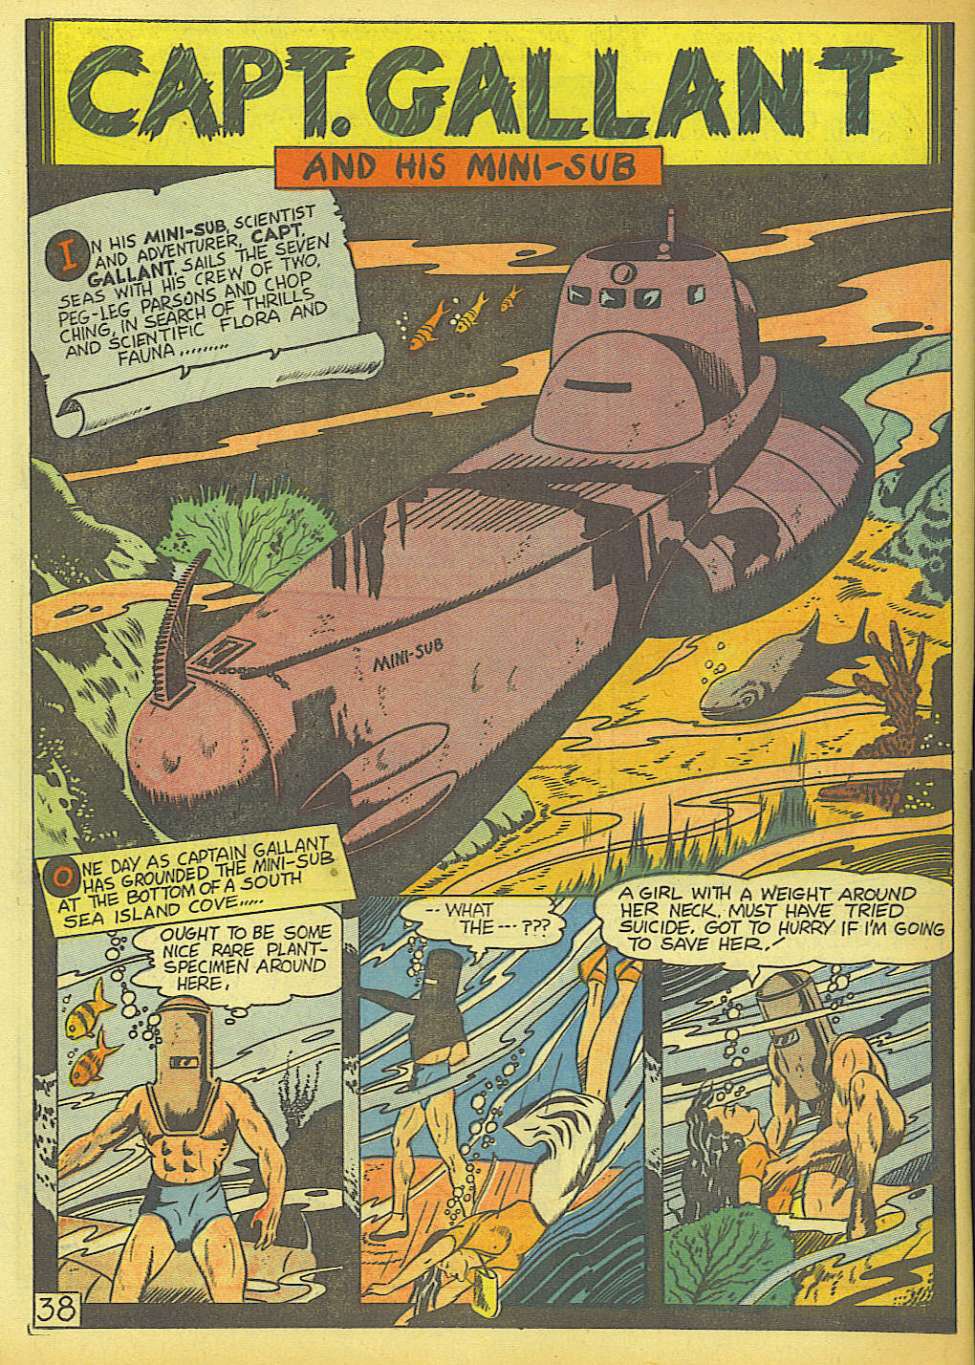 CAPT. GALLANT
AND HIS MINI-SUB
IN HIS MINI-SUB, SCIENTIST
AND ADVENTURER, CAPT.
GALLANT, SAILS THE SEVEN
SEAS WITH HIS CREW OF TWO,
PEG-LEG PARSONS AND CHOP
CHING, IN SEARCH OF THRILLS
AND SCIENTIFIC FLORA AND
FAUNA.........
MINI-SUB
ONE DAY AS CAPTAIN GALLANT
HAS GROUNDED THE MINI-SUB
AT THE BOTTOM OF A SOUTH
SEA ISLAND COVE.....
OUGHT TO BE SOME
NICE RARE PLANT-
SPECIMEN AROUND
HERE,
-- WHAT
THE --- ???
A GIRL WITH A WEIGHT AROUND
HER NECK. MUST HAVE TRIED
SUICIDE. GOT TO HURRY IF I'M GOING
TO SAVE HER!
38